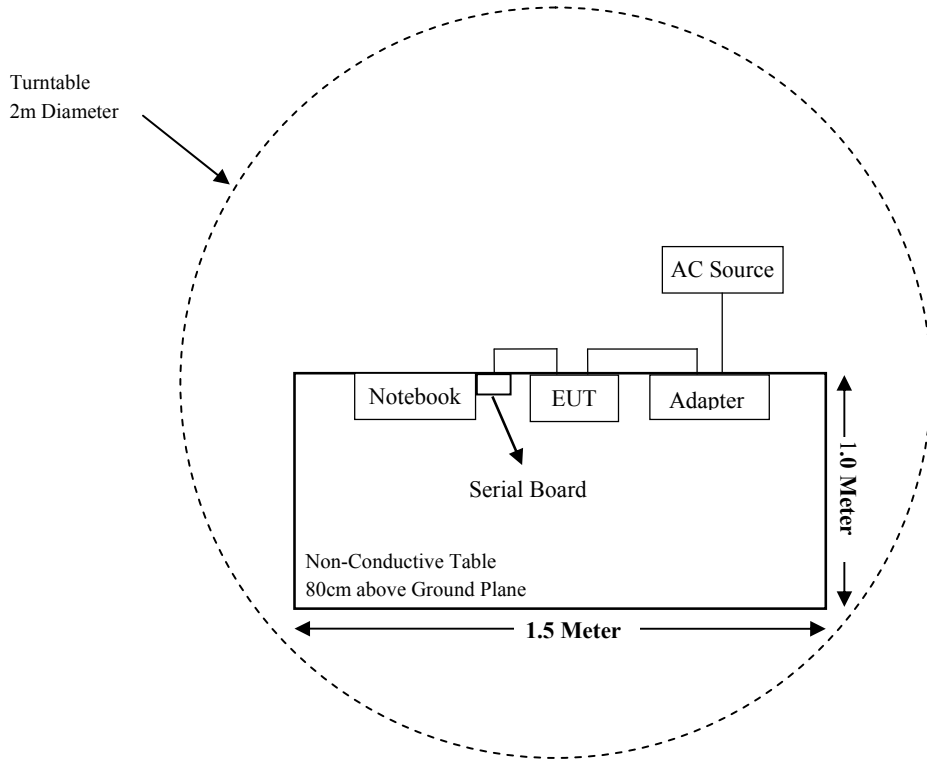 Turntable
2m Diameter
AC Source
Notebook
EUT
Adapter
Serial Board
1.0 Meter
Non-Conductive Table
80cm above Ground Plane
1.5 Meter